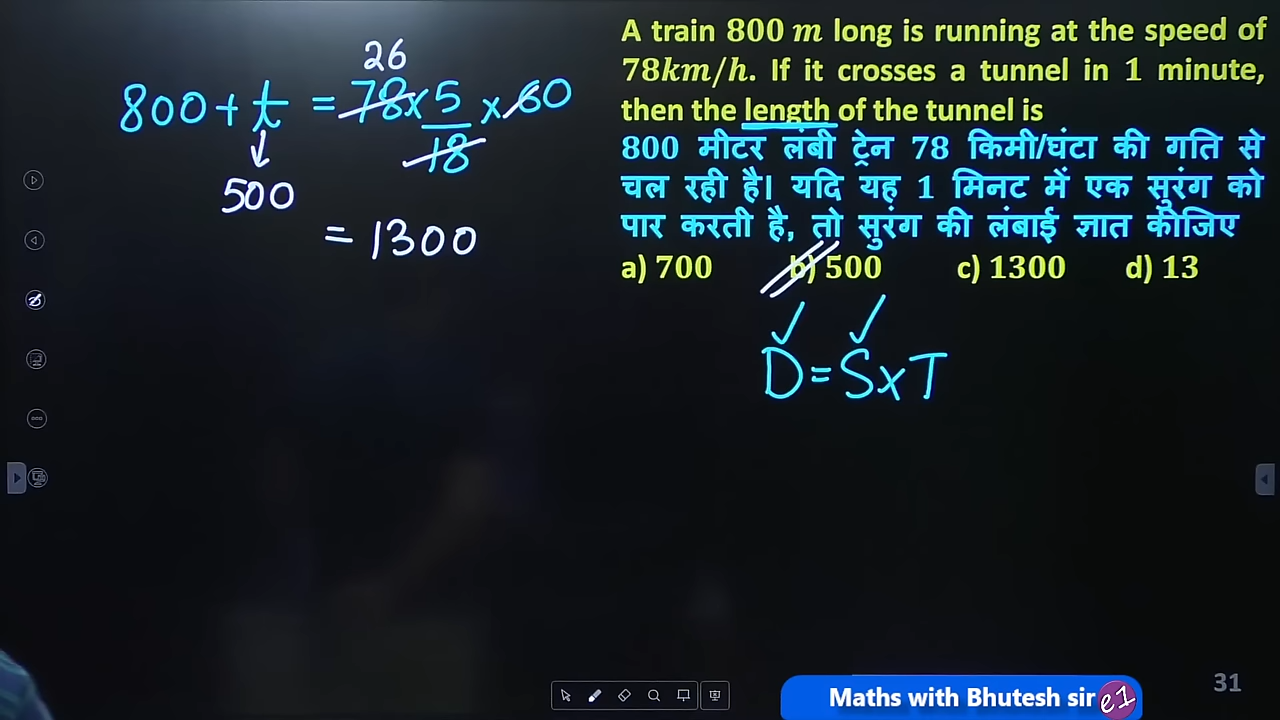 A train 800 m long is running at the speed of
78km/h. If it crosses a tunnel in 1 minute,
then the length of the tunnel is
800 मीटर लंबी ट्रेन 78 किमी/घंटा की गति से
चल रही है। यदि यह 1 मिनट में एक सुरंग को
पार करती है, तो सुरंग की लंबाई ज्ञात कीजिए
a) 700 b) 500 c) 1300 d) 13
26
800 + t = 78 × 5/18 × 60
500
= 1300
D = S x T
31
Maths with Bhutesh sir e1